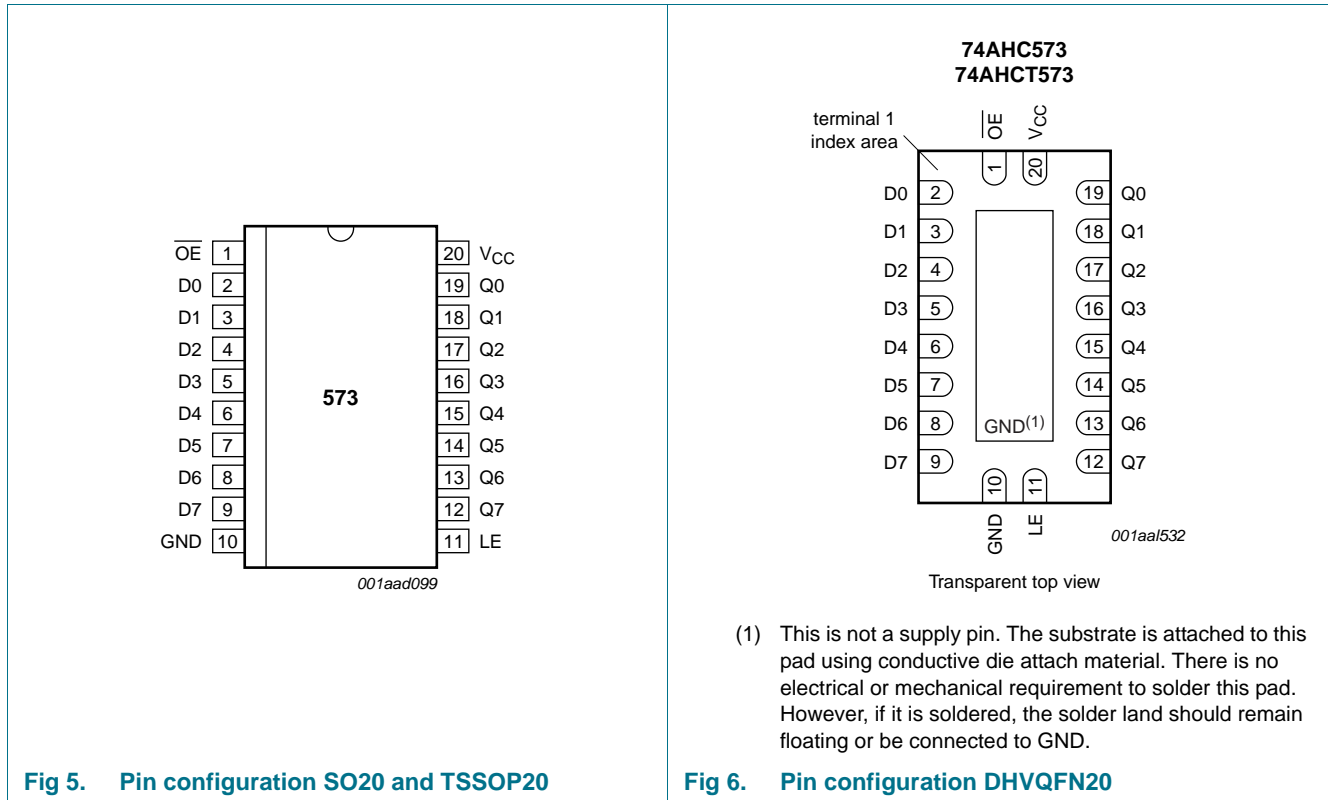 OE 1
D0 2
D1 3
D2 4
D3 5
D4 6
D5 7
D6 8
D7 9
GND 10
573
20 VCC
19 Q0
18 Q1
17 Q2
16 Q3
15 Q4
14 Q5
13 Q6
12 Q7
11 LE
001aad099
Fig 5. Pin configuration SO20 and TSSOP20
74AHC573
74AHCT573
terminal 1
index area
OE
VCC
1
20
D0 2
D1 3
D2 4
D3 5
D4 6
D5 7
D6 8
D7 9
19 Q0
18 Q1
17 Q2
16 Q3
15 Q4
14 Q5
13 Q6
12 Q7
GND(1)
10
11
GND
LE
001aal532
Transparent top view
(1) This is not a supply pin. The substrate is attached to this
pad using conductive die attach material. There is no
electrical or mechanical requirement to solder this pad.
However, if it is soldered, the solder land should remain
floating or be connected to GND.
Fig 6. Pin configuration DHVQFN20